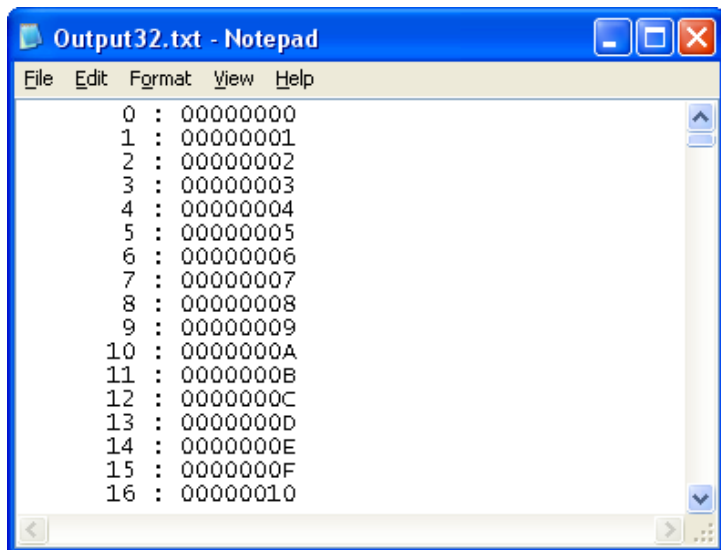 Output32.txt - Notepad
File Edit Format View Help
0 : 00000000
1 : 00000001
2 : 00000002
3 : 00000003
4 : 00000004
5 : 00000005
6 : 00000006
7 : 00000007
8 : 00000008
9 : 00000009
10 : 0000000A
11 : 0000000B
12 : 0000000C
13 : 0000000D
14 : 0000000E
15 : 0000000F
16 : 00000010